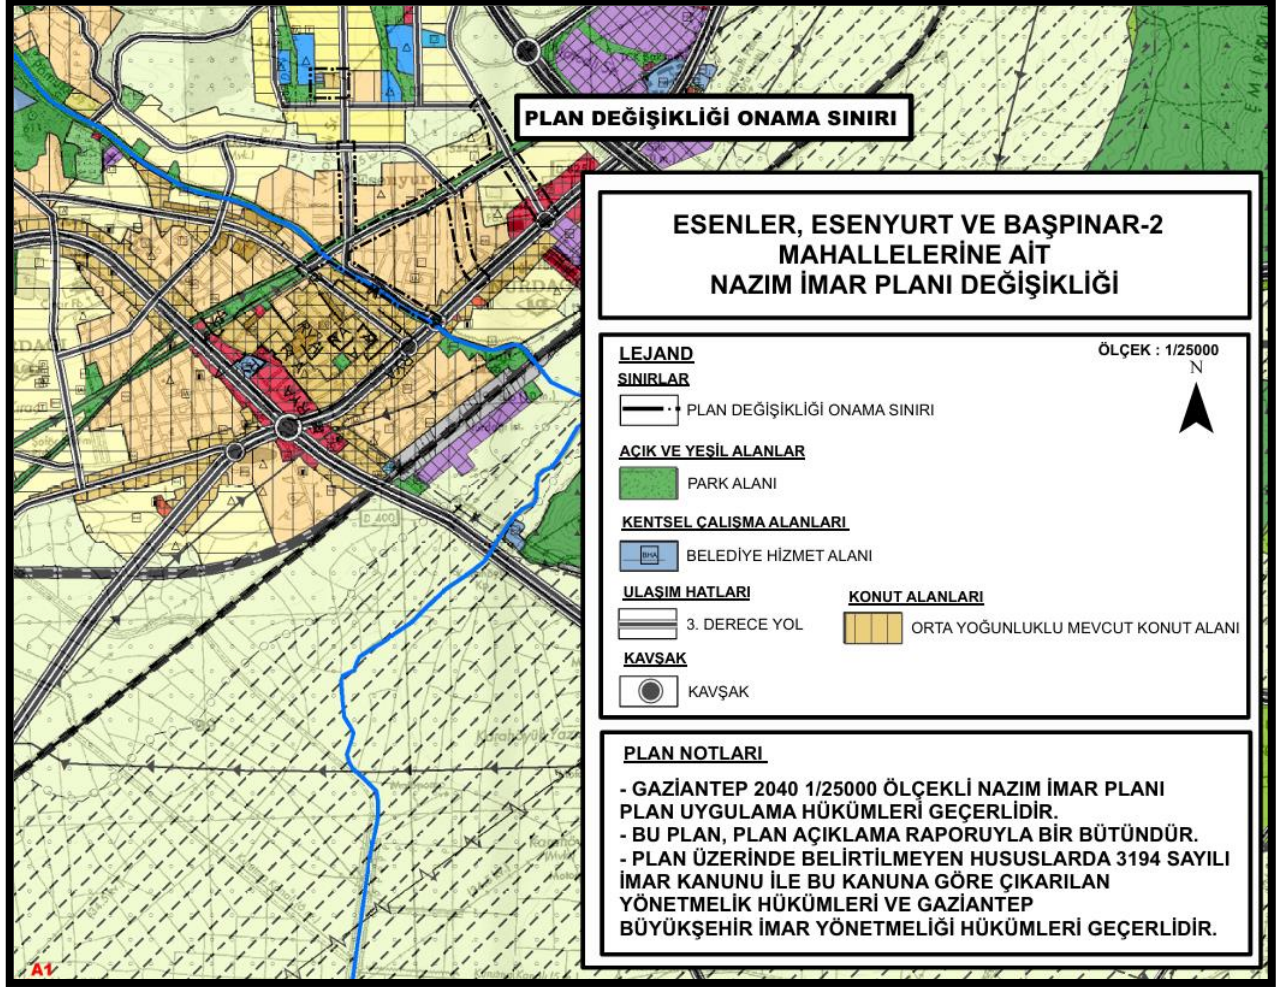 PLAN DEĞİŞİKLİĞİ ONAMA SINIRI
ESENLER, ESENYURT VE BAŞPINAR-2
MAHALLELERİNE AİT
NAZIM İMAR PLANI DEĞİŞİKLİĞİ
LEJAND
ÖLÇEK : 1/25000
N
SINIRLAR
PLAN DEĞİŞİKLİĞİ ONAMA SINIRI
AÇIK VE YEŞİL ALANLAR
PARK ALANI
KENTSEL ÇALIŞMA ALANLARI
BHA
BELEDİYE HİZMET ALANI
ULAŞIM HATLARI
3. DERECE YOL
KONUT ALANLARI
ORTA YOĞUNLUKLU MEVCUT KONUT ALANI
KAVŞAK
KAVŞAK
PLAN NOTLARI
- GAZİANTEP 2040 1/25000 ÖLÇEKLİ NAZIM İMAR PLANI
PLAN UYGULAMA HÜKÜMLERİ GEÇERLİDİR.
- BU PLAN, PLAN AÇIKLAMA RAPORUYLA BİR BÜTÜNDÜR.
- PLAN ÜZERİNDE BELİRTİLMEYEN HUSUSLARDA 3194 SAYILI
İMAR KANUNU İLE BU KANUNA GÖRE ÇIKARILAN
YÖNETMELİK HÜKÜMLERİ VE GAZİANTEP
BÜYÜKŞEHİR İMAR YÖNETMELİĞİ HÜKÜMLERİ GEÇERLİDİR.
Esenyurt
D 400
A1